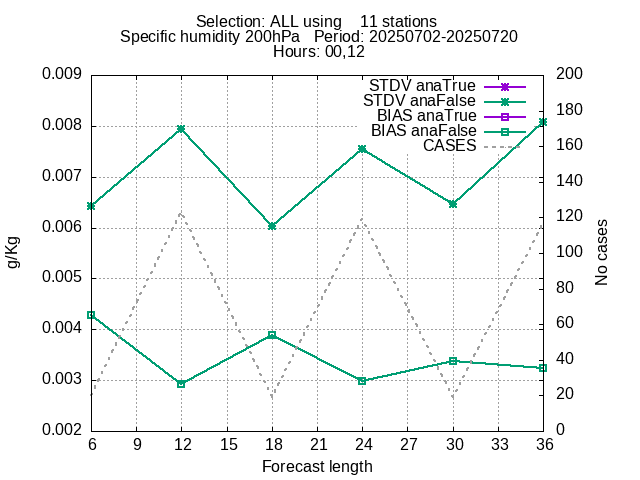 Selection: ALL using    11 stations
Specific humidity 200hPa   Period: 20250702-20250720
Hours: 00,12
STDV anaTrue
STDV anaFalse
BIAS anaTrue
BIAS anaFalse
CASES
0.009
0.008
0.007
0.006
0.005
0.004
0.003
0.002
g/Kg
200
180
160
140
120
100
80
60
40
20
0
No cases
6 9 12 15 18 21 24 27 30 33 36
Forecast length